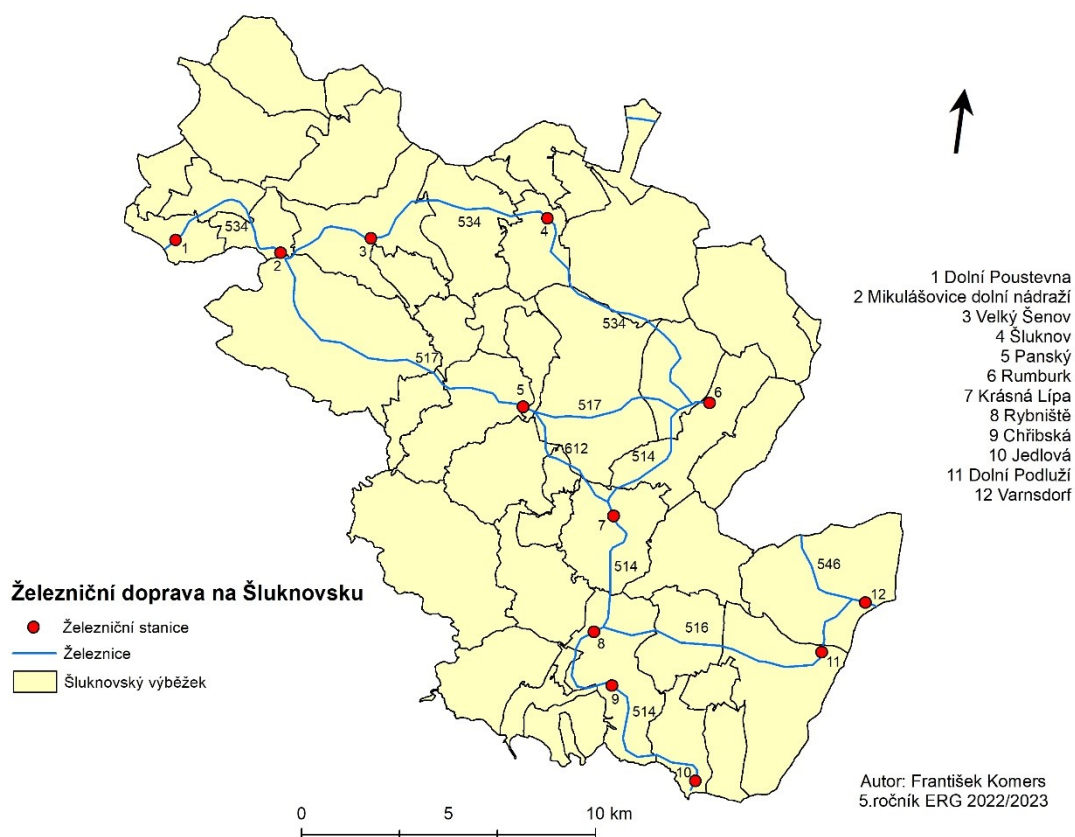 1
534
2
3
534
4
534
517
5
517
6
612
514
7
514
546
12
516
8
11
9
514
10
1 Dolní Poustevna
2 Mikulášovice dolní nádraží
3 Velký Šenov
4 Šluknov
5 Panský
6 Rumburk
7 Krásná Lípa
8 Rybniště
9 Chřibská
10 Jedlová
11 Dolní Podluží
12 Varnsdorf
Železniční doprava na Šluknovsku
Železniční stanice
Železnice
Šluknovský výběžek
0 5 10 km
Autor: František Komers
5.ročník ERG 2022/2023